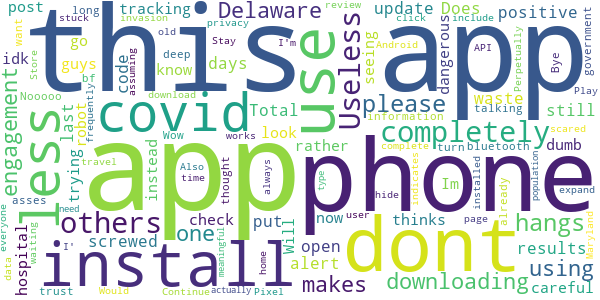 post long tracking Delaware update Does positive
want stuck privacy invasion Stay click include review
this app
idk go old deep Android government
guys code know days I'm seeing dangerous API Bye
Store assuming bf use Useless talking Perpetually Play
Nooooo frequently covid please waste information still
engagement last robot download Total completely
less trying Wow works look rather complete turn bluetooth scared
app phone
travel instead Also time thought always type indicates installed already population dumb
asses others one check put now hide user Im thinks page expand
everyone hospital need screwed Will open alert dont hangs
install home results Maryland
data waiting I' meaningful makes downloading using
trust Would Continue actually Pixel careful